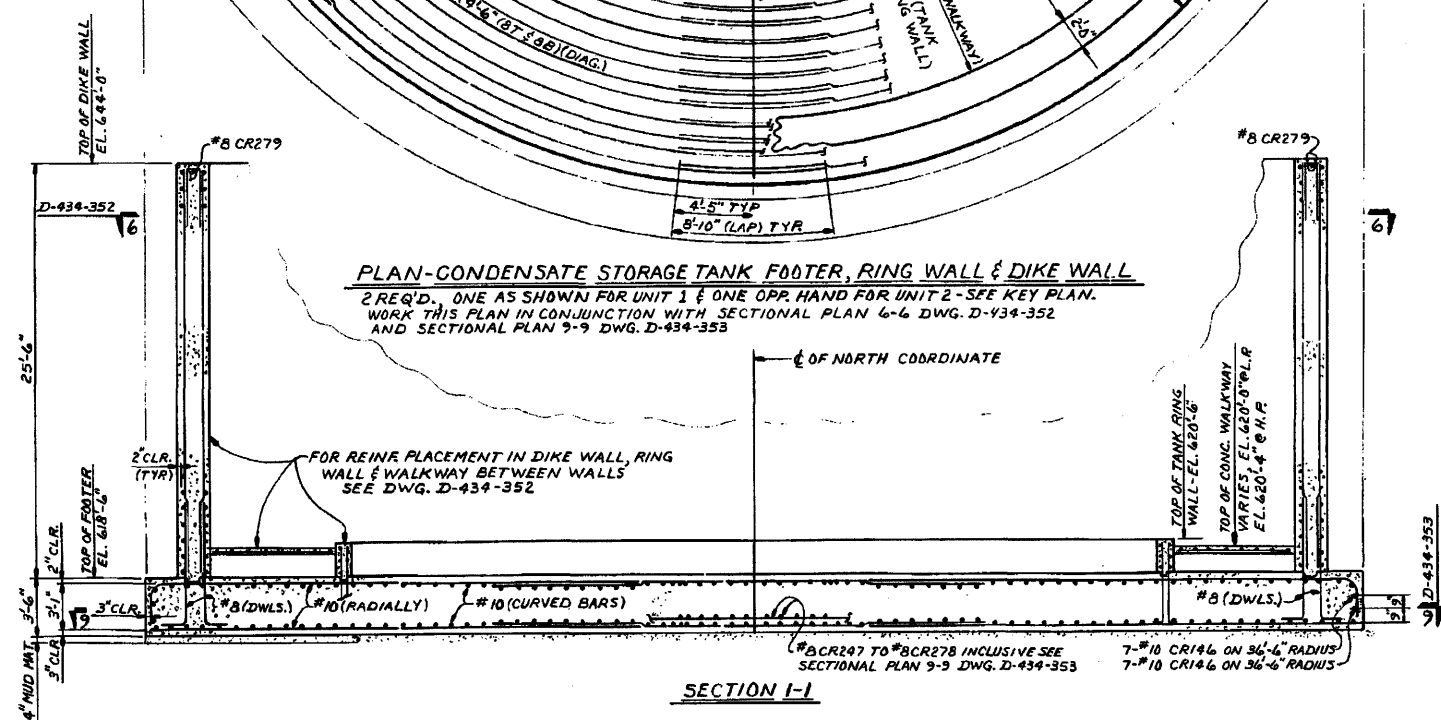 4'-6" (8T & 8B) (DIAG.)
(TANK
NG WALL)
WALKWAY)
2'-0"
TOP OF DIKE WALL
EL. 644'-0"
#8 CR279
#8 CR279
D-434-352
6
6
4'-5" TYP
8'-10" (LAP) TYP.
PLAN-CONDENSATE STORAGE TANK FOOTER, RING WALL & DIKE WALL
2 REQ'D., ONE AS SHOWN FOR UNIT 1 & ONE OPP. HAND FOR UNIT 2 - SEE KEY PLAN.
WORK THIS PLAN IN CONJUNCTION WITH SECTIONAL PLAN 6-6 DWG. D-434-352
AND SECTIONAL PLAN 9-9 DWG. D-434-353
25'-6"
℄ OF NORTH COORDINATE
2" CLR.
(TYP.)
FOR REINF. PLACEMENT IN DIKE WALL, RING
WALL & WALKWAY BETWEEN WALLS
SEE DWG. D-434-352
TOP OF TANK RING
WALL-EL. 620'-6"
TOP OF CONC. WALKWAY
VARIES, EL. 620'-0" @ L.P.
EL. 620'-4" @ H.P.
TOP OF FOOTER
EL. 618'-6"
2" CLR.
3'-6"
3'-1"
3" CLR.
9
#8 (DWLS.)
#10 (RADIALLY)
#10 (CURVED BARS)
#8 (DWLS.)
9" 9"
9
D-434-353
3" CLR.
4" MUD MAT.
#8 CR247 TO #8 CR278 INCLUSIVE SEE
SECTIONAL PLAN 9-9 DWG. D-434-353
7-#10 CR146 ON 36'-6" RADIUS
7-#10 CR146 ON 36'-6" RADIUS
SECTION 1-1